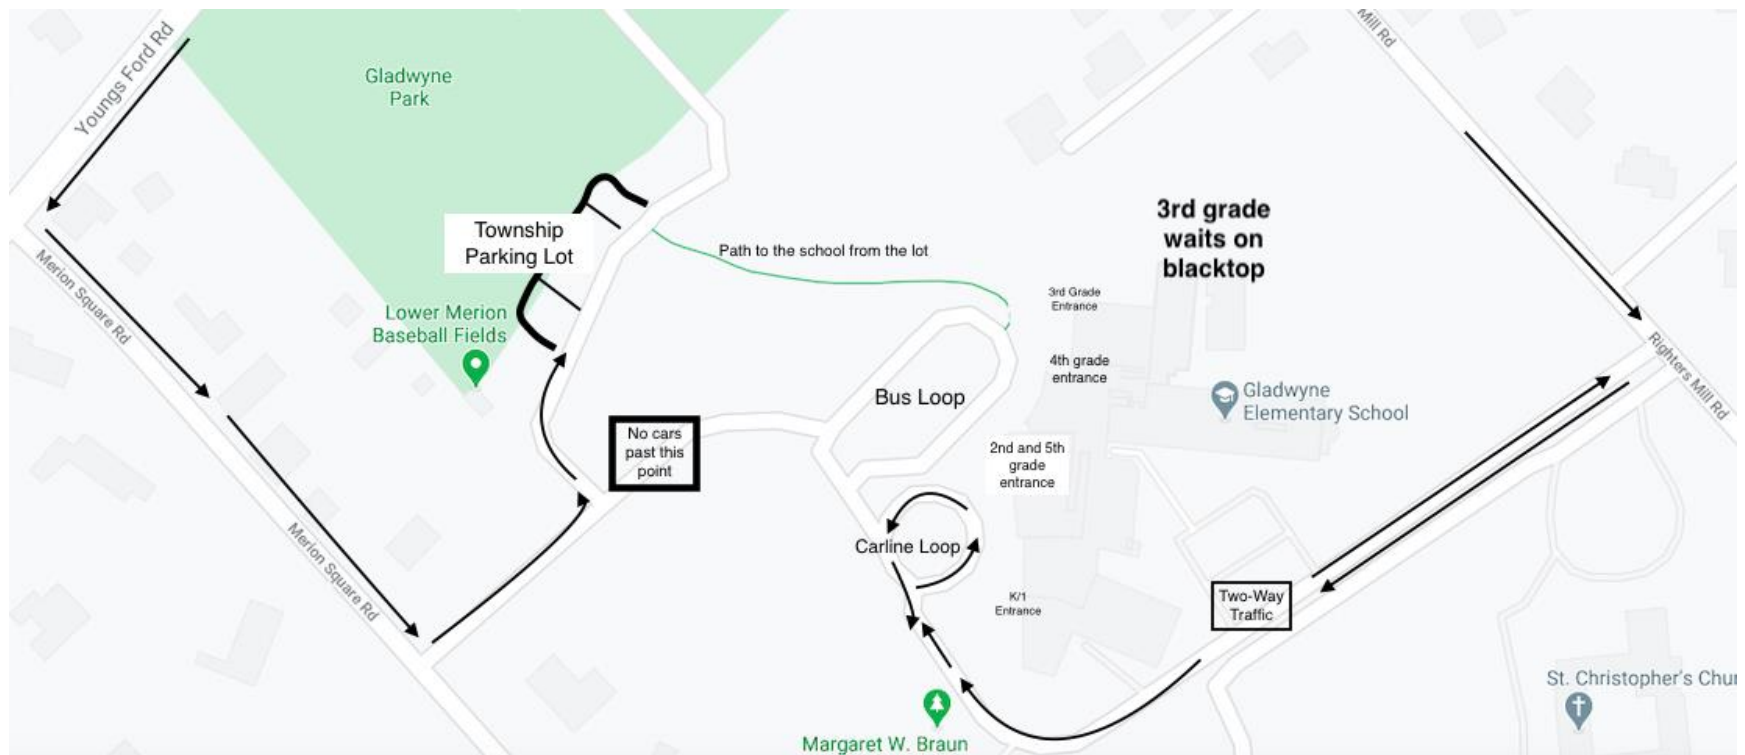 Youngs Ford Rd
Gladwyne
Park
Mill Rd
3rd grade
waits on
blacktop
Township
Parking Lot
Path to the school from the lot
Merion Square Rd
Lower Merion
Baseball Fields
3rd Grade
Entrance
4th grade
entrance
Righters Mill Rd
Bus Loop
Gladwyne
Elementary School
No cars
past this
point
2nd and 5th
grade
entrance
Merion Square Rd
Carline Loop
K/1
Entrance
Two-Way
Traffic
St. Christopher's Chur
Margaret W. Braun